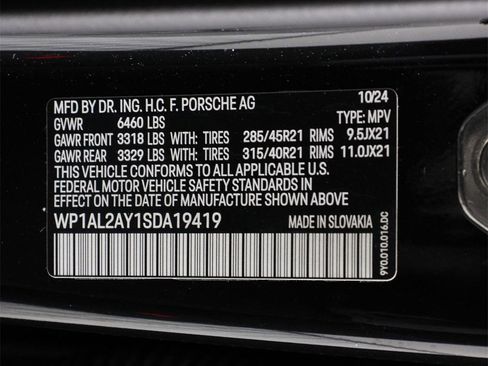 MFD BY DR. ING. H.C. F. PORSCHE AG 10/24
GVWR 6460 LBS TYPE: MPV
GAWR FRONT 3318 LBS WITH: TIRES 285/45R21 RIMS 9.5JX21
GAWR REAR 3329 LBS WITH: TIRES 315/40R21 RIMS 11.0JX21
THIS VEHICLE CONFORMS TO ALL APPLICABLE U.S.
FEDERAL MOTOR VEHICLE SAFETY STANDARDS IN
EFFECT ON THE DATE OF MANUFACTURE SHOWN ABOVE
WP1AL2AY1SDA19419 MADE IN SLOVAKIA
9Y0.010.016.DC